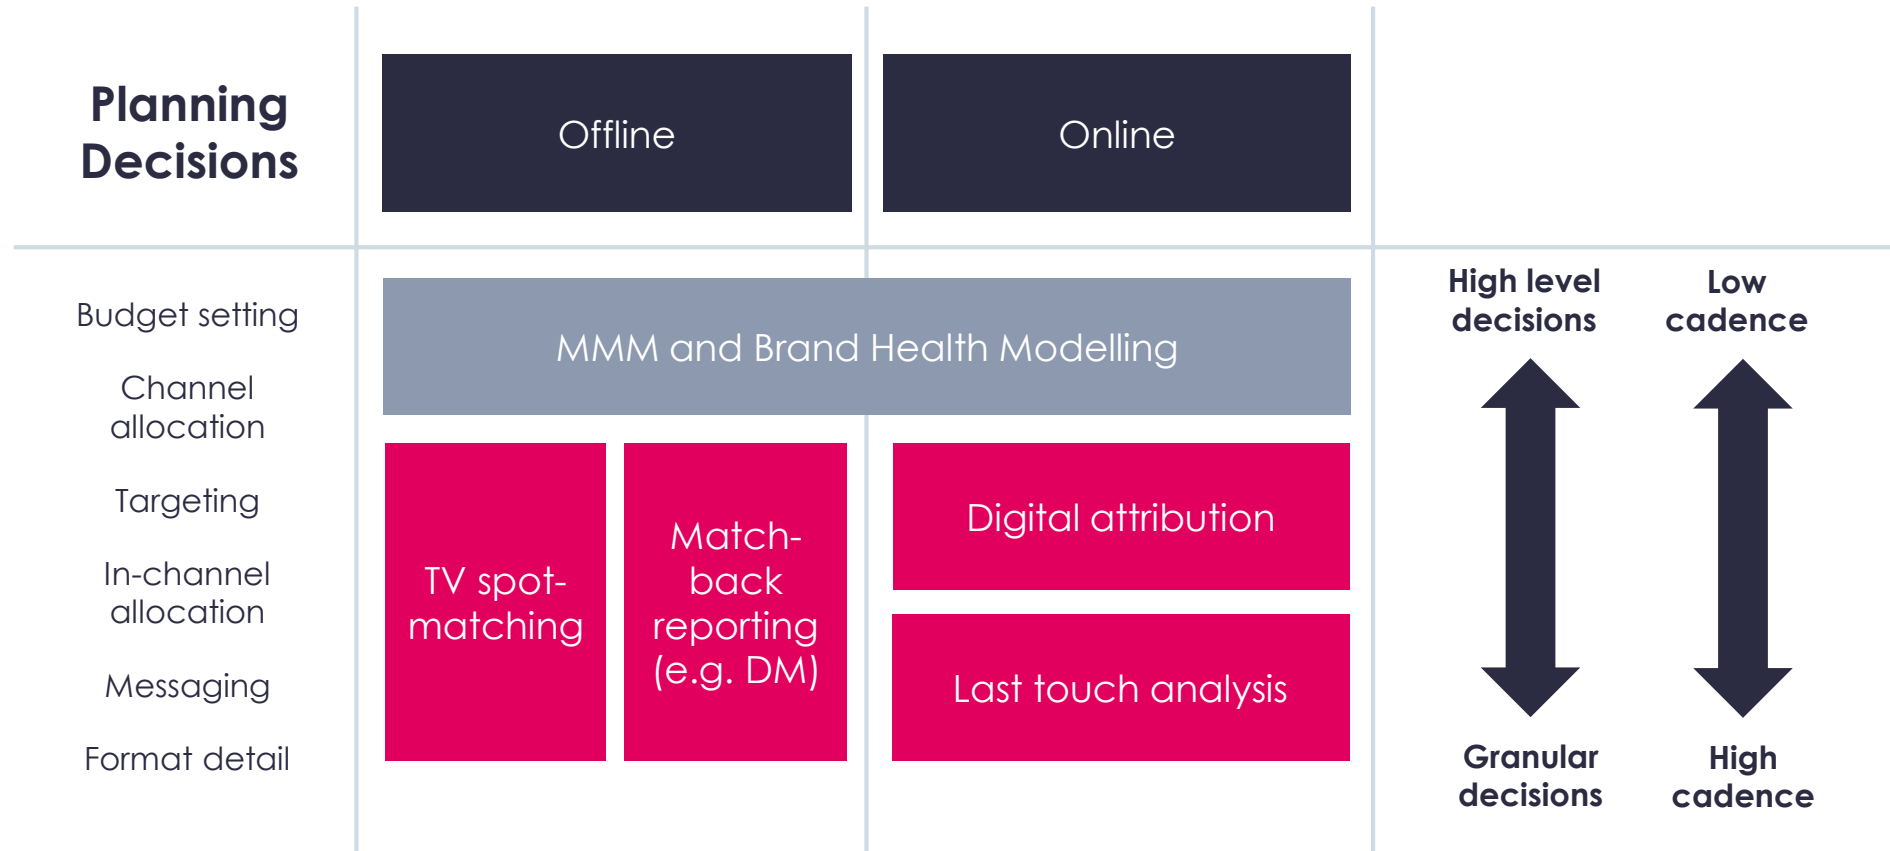 Planning
Decisions
Offline
Online
Budget setting
Channel
allocation
Targeting
In-channel
allocation
Messaging
Format detail
MMM and Brand Health Modelling
TV spot-
matching
Match-
back
reporting
(e.g. DM)
Digital attribution
Last touch analysis
High level
decisions
Low
cadence
Granular
decisions
High
cadence